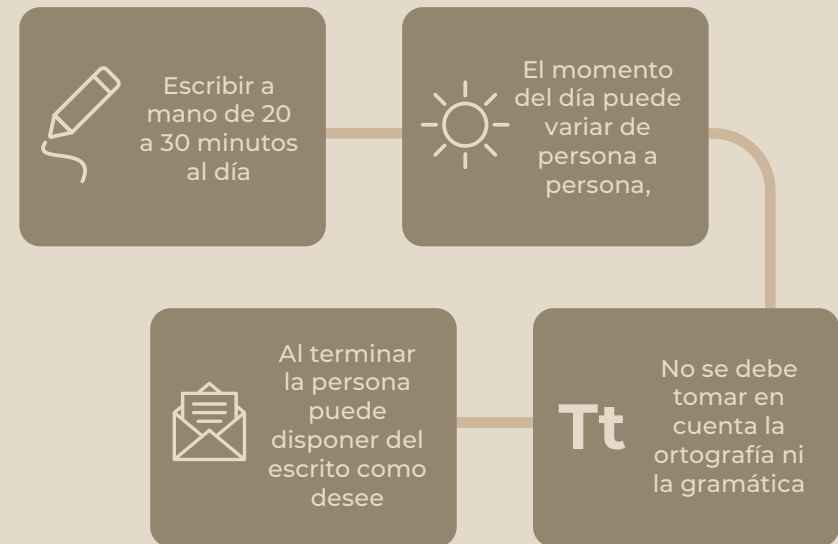 Escribir a
mano de 20
a 30 minutos
al día
El momento
del día puede
variar de
persona a
persona,
Tt
No se debe
tomar en
cuenta la
ortografía ni
la gramática
Al terminar
la persona
puede
disponer del
escrito como
desee